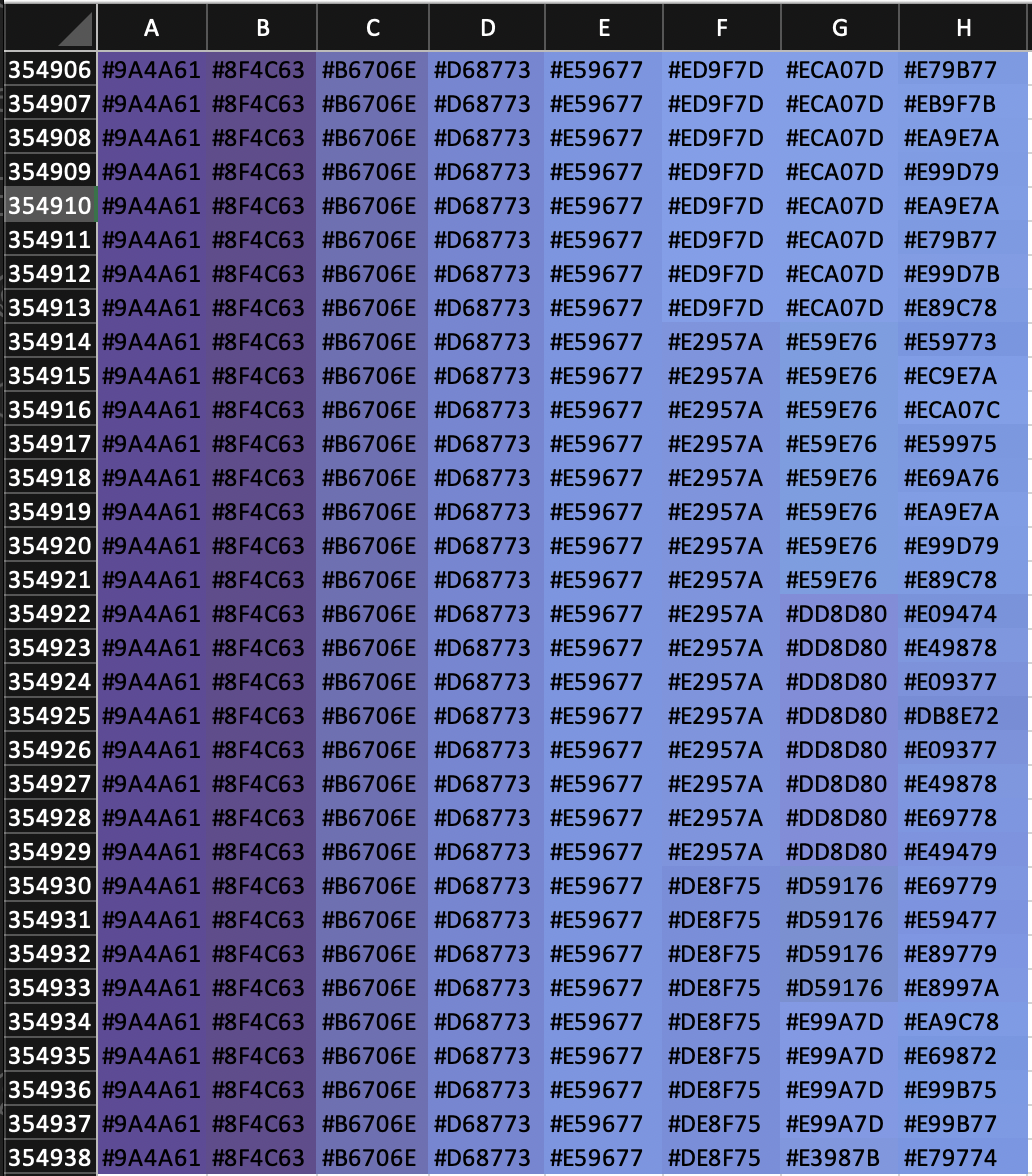 A B C D E F G H
354906 #9A4A61 #8F4C63 #B6706E #D68773 #E59677 #ED9F7D #ECA07D #E79B77
354907 #9A4A61 #8F4C63 #B6706E #D68773 #E59677 #ED9F7D #ECA07D #EB9F7B
354908 #9A4A61 #8F4C63 #B6706E #D68773 #E59677 #ED9F7D #ECA07D #EA9E7A
354909 #9A4A61 #8F4C63 #B6706E #D68773 #E59677 #ED9F7D #ECA07D #E99D79
354910 #9A4A61 #8F4C63 #B6706E #D68773 #E59677 #ED9F7D #ECA07D #EA9E7A
354911 #9A4A61 #8F4C63 #B6706E #D68773 #E59677 #ED9F7D #ECA07D #E79B77
354912 #9A4A61 #8F4C63 #B6706E #D68773 #E59677 #ED9F7D #ECA07D #E99D7B
354913 #9A4A61 #8F4C63 #B6706E #D68773 #E59677 #ED9F7D #ECA07D #E89C78
354914 #9A4A61 #8F4C63 #B6706E #D68773 #E59677 #E2957A #E59E76 #E59773
354915 #9A4A61 #8F4C63 #B6706E #D68773 #E59677 #E2957A #E59E76 #EC9E7A
354916 #9A4A61 #8F4C63 #B6706E #D68773 #E59677 #E2957A #E59E76 #ECA07C
354917 #9A4A61 #8F4C63 #B6706E #D68773 #E59677 #E2957A #E59E76 #E59975
354918 #9A4A61 #8F4C63 #B6706E #D68773 #E59677 #E2957A #E59E76 #E69A76
354919 #9A4A61 #8F4C63 #B6706E #D68773 #E59677 #E2957A #E59E76 #EA9E7A
354920 #9A4A61 #8F4C63 #B6706E #D68773 #E59677 #E2957A #E59E76 #E99D79
354921 #9A4A61 #8F4C63 #B6706E #D68773 #E59677 #E2957A #E59E76 #E89C78
354922 #9A4A61 #8F4C63 #B6706E #D68773 #E59677 #E2957A #DD8D80 #E09474
354923 #9A4A61 #8F4C63 #B6706E #D68773 #E59677 #E2957A #DD8D80 #E49878
354924 #9A4A61 #8F4C63 #B6706E #D68773 #E59677 #E2957A #DD8D80 #E09377
354925 #9A4A61 #8F4C63 #B6706E #D68773 #E59677 #E2957A #DD8D80 #DB8E72
354926 #9A4A61 #8F4C63 #B6706E #D68773 #E59677 #E2957A #DD8D80 #E09377
354927 #9A4A61 #8F4C63 #B6706E #D68773 #E59677 #E2957A #DD8D80 #E49878
354928 #9A4A61 #8F4C63 #B6706E #D68773 #E59677 #E2957A #DD8D80 #E69778
354929 #9A4A61 #8F4C63 #B6706E #D68773 #E59677 #E2957A #DD8D80 #E49479
354930 #9A4A61 #8F4C63 #B6706E #D68773 #E59677 #DE8F75 #D59176 #E69779
354931 #9A4A61 #8F4C63 #B6706E #D68773 #E59677 #DE8F75 #D59176 #E59477
354932 #9A4A61 #8F4C63 #B6706E #D68773 #E59677 #DE8F75 #D59176 #E89779
354933 #9A4A61 #8F4C63 #B6706E #D68773 #E59677 #DE8F75 #D59176 #E8997A
354934 #9A4A61 #8F4C63 #B6706E #D68773 #E59677 #DE8F75 #E99A7D #EA9C78
354935 #9A4A61 #8F4C63 #B6706E #D68773 #E59677 #DE8F75 #E99A7D #E69872
354936 #9A4A61 #8F4C63 #B6706E #D68773 #E59677 #DE8F75 #E99A7D #E99B75
354937 #9A4A61 #8F4C63 #B6706E #D68773 #E59677 #DE8F75 #E99A7D #E99B77
354938 #9A4A61 #8F4C63 #B6706E #D68773 #E59677 #DE8F75 #E3987B #E79774